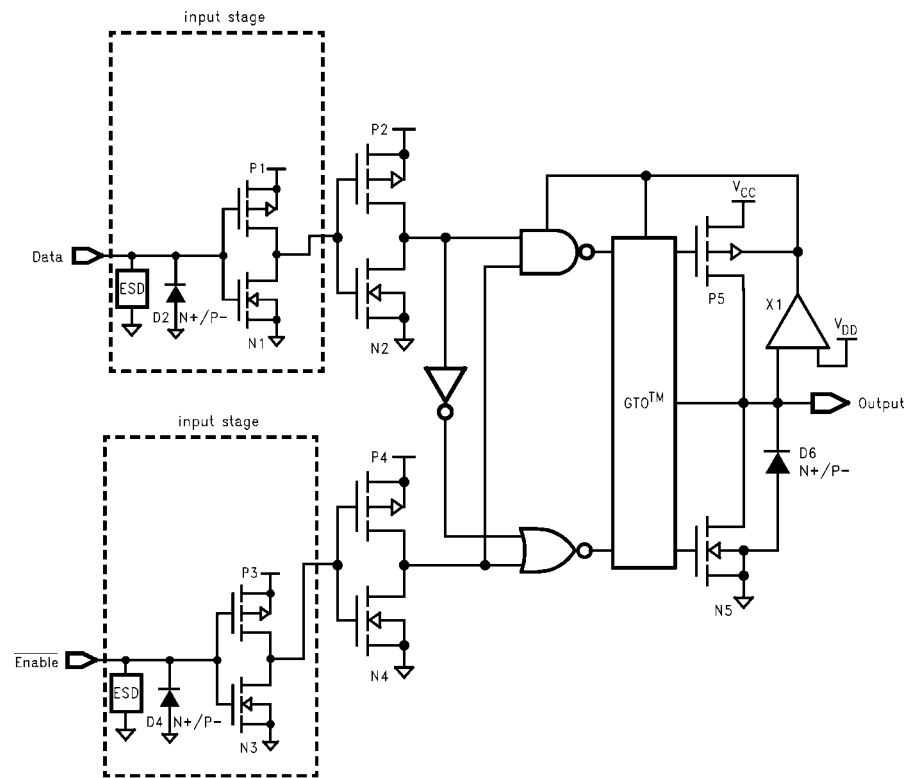 input stage
P1
Data
ESD
D2 N+/P-
N1
P2
N2
V_CC
P5
X1
V_DD
GTO™
Output
D6
N+/P-
N5
input stage
P3
Enable
ESD
D4 N+/P-
N3
P4
N4